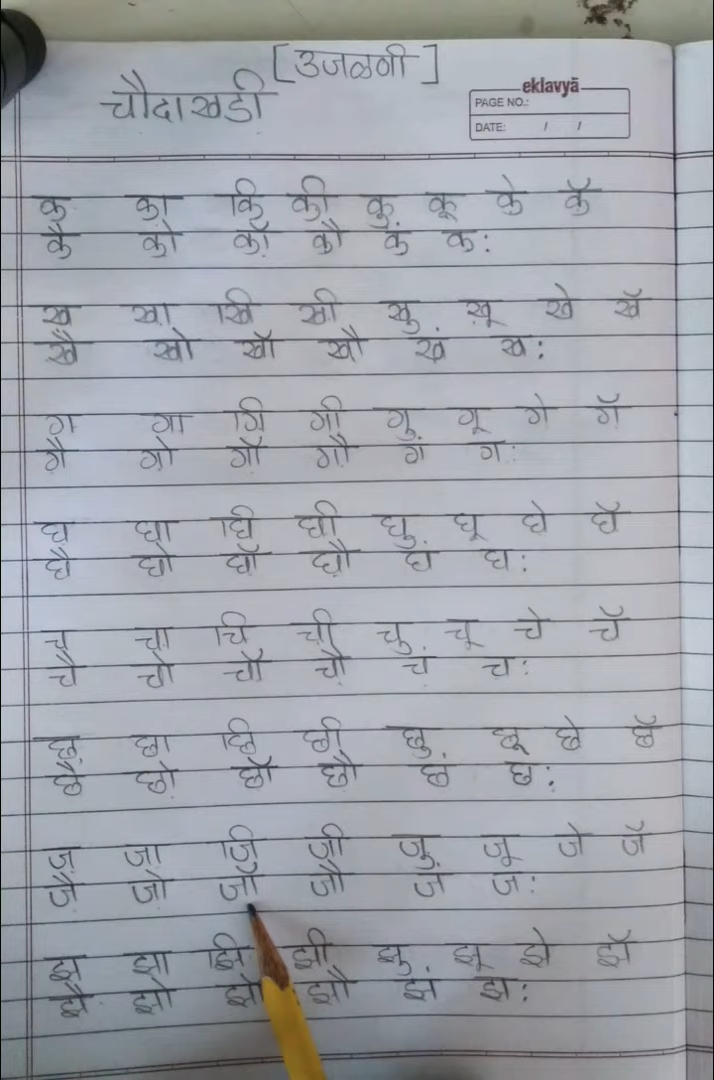 [उजळणी]
चौदाखडी
eklavyā
PAGE NO.:
DATE: / /
क का कि की कु कू के कॅ
कै को कॉ कौ कं कः
ख खा खि खी खु खू खे खॅ
खै खो खॉ खौ खं खः
ग गा गि गी गु गू गे गॅ
गै गो गॉ गौ गं गः
घ घा घि घी घु घू घे घॅ
घै घो घॉ घौ घं घः
च चा चि ची चु चू चे चॅ
चै चो चॉ चौ चं चः
छ छा छि छी छु छू छे छॅ
छै छो छॉ छौ छं छः
ज जा जि जी जु जू जे जॅ
जै जो जॉ जौ जं जः
झ झा झि झी झु झू झे झॅ
झै झो झॉ झौ झं झः